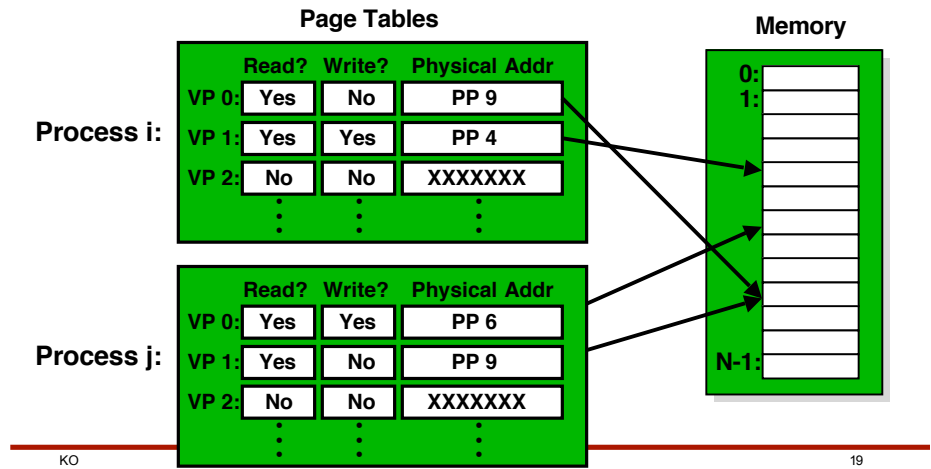 Page Tables
Memory
Read? Write? Physical Addr
VP 0: Yes No PP 9
Process i: VP 1: Yes Yes PP 4
VP 2: No No XXXXXXX
0:
1:
N-1:
Read? Write? Physical Addr
VP 0: Yes Yes PP 6
Process j: VP 1: Yes No PP 9
VP 2: No No XXXXXXX
KO
19